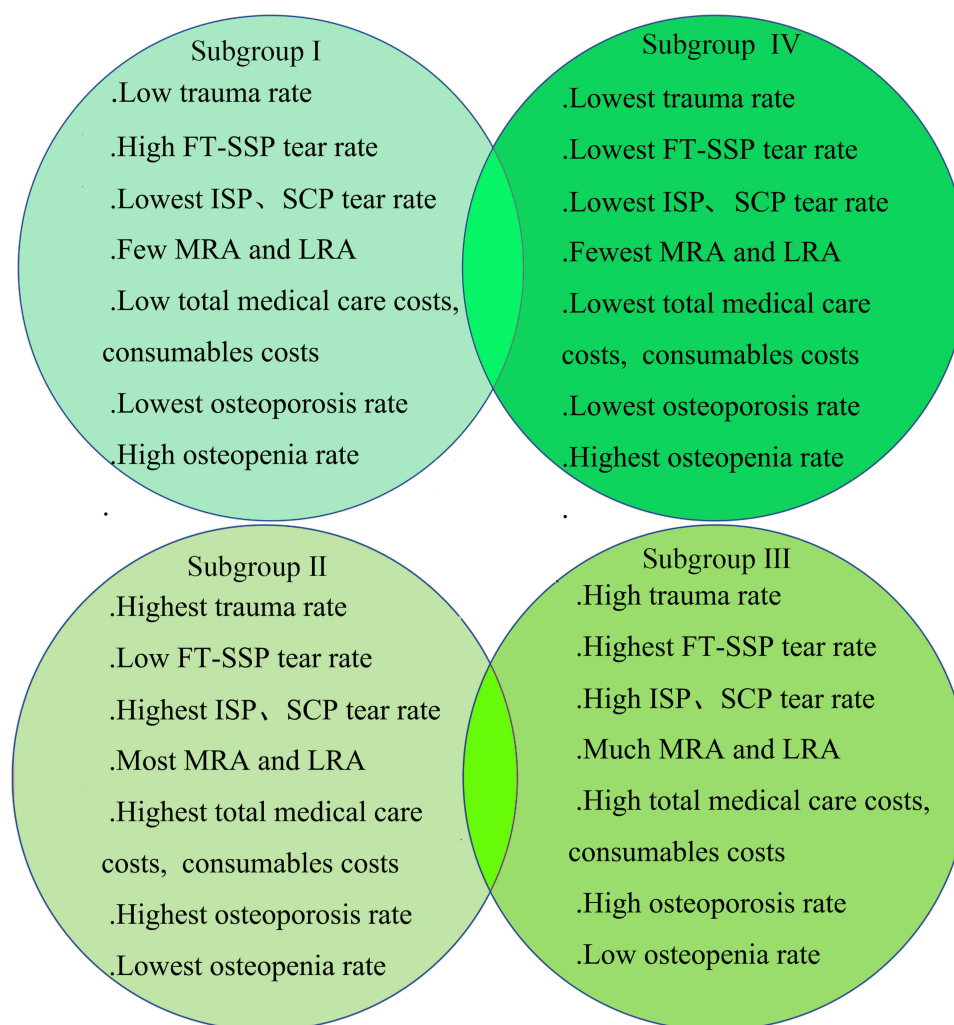 Subgroup I
.Low trauma rate
.High FT-SSP tear rate
.Lowest ISP、SCP tear rate
.Few MRA and LRA
.Low total medical care costs,
consumables costs
.Lowest osteoporosis rate
.High osteopenia rate
.
Subgroup IV
.Lowest trauma rate
.Lowest FT-SSP tear rate
.Lowest ISP、SCP tear rate
.Fewest MRA and LRA
.Lowest total medical care
costs, consumables costs
.Lowest osteoporosis rate
.Highest osteopenia rate
.
Subgroup II
.Highest trauma rate
.Low FT-SSP tear rate
.Highest ISP、SCP tear rate
.Most MRA and LRA
.Highest total medical care
costs, consumables costs
.Highest osteoporosis rate
.Lowest osteopenia rate
Subgroup III
.High trauma rate
.Highest FT-SSP tear rate
.High ISP、SCP tear rate
.Much MRA and LRA
.High total medical care costs,
consumables costs
.High osteoporosis rate
.Low osteopenia rate